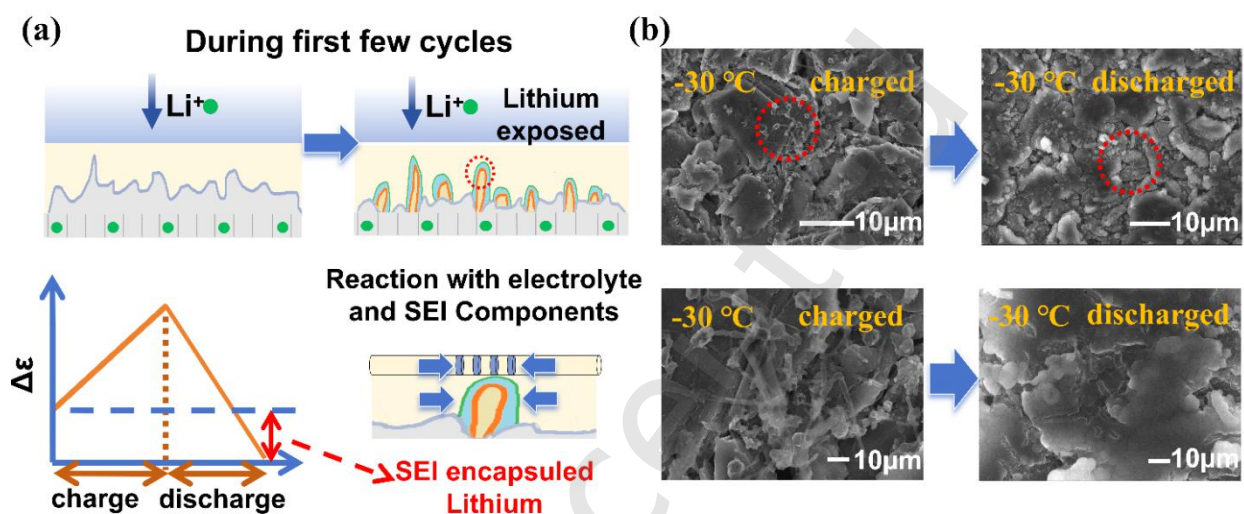 (a)
During first few cycles
Li+
Li+
Lithium
exposed
Δε
charge
discharge
Reaction with electrolyte
and SEI Components
SEI encapsuled
Lithium
(b)
-30 °C charged
10μm
-30 °C discharged
10μm
-30 °C charged
10μm
-30 °C discharged
10μm